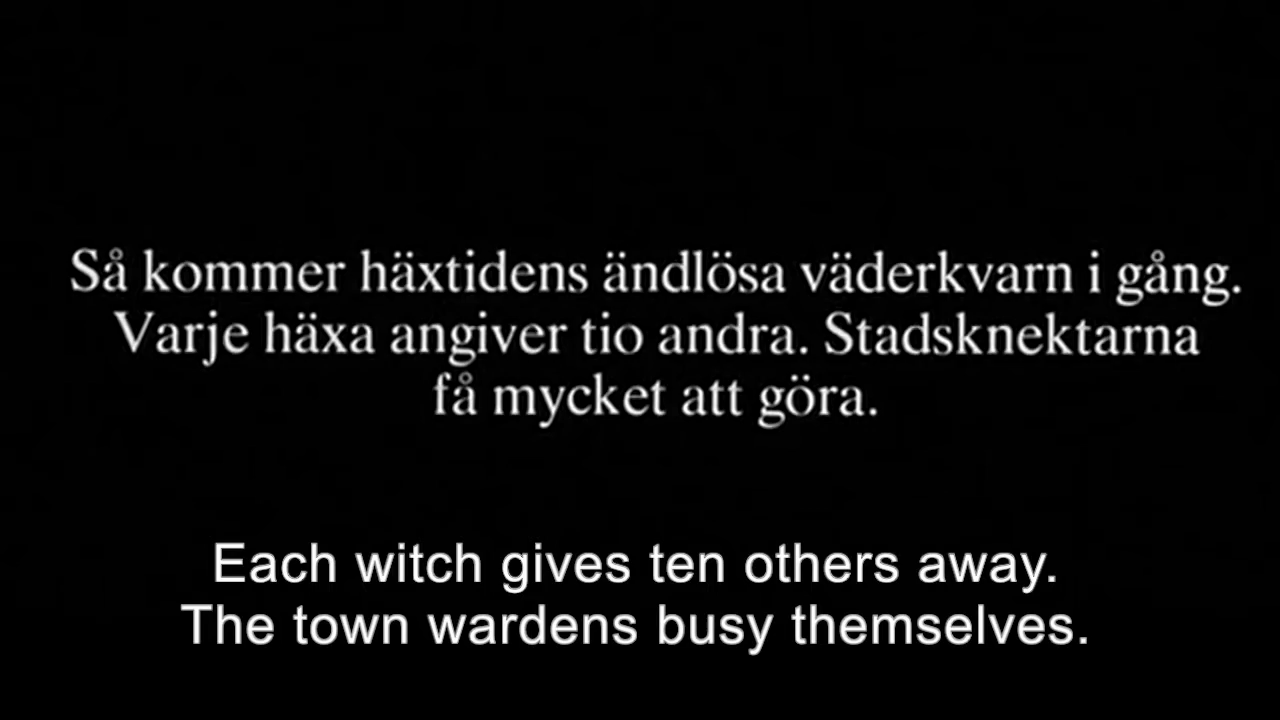 Så kommer häxtidens ändlösa väderkvarn i gång.
Varje häxa angiver tio andra. Stadsknektarna
få mycket att göra.
Each witch gives ten others away.
The town wardens busy themselves.